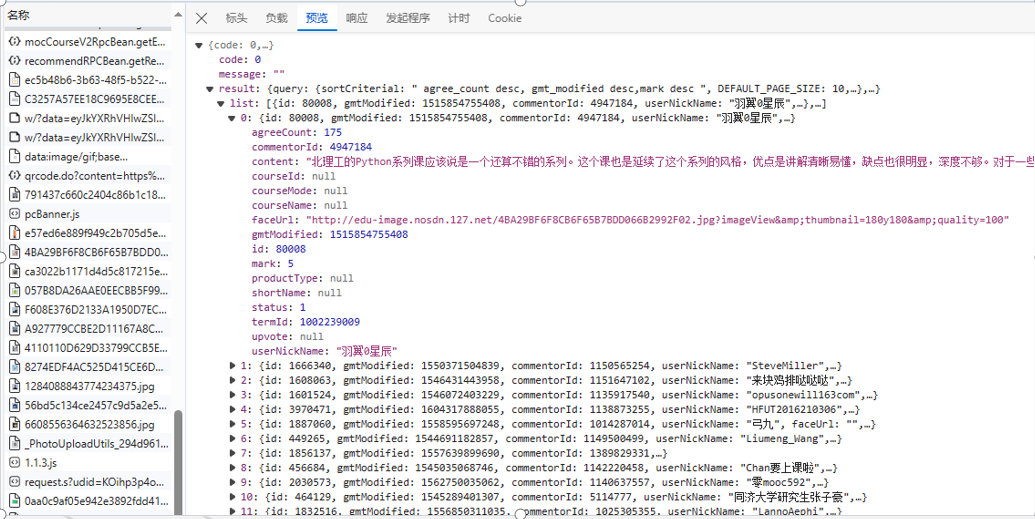 名称
mocCourseV2RpcBean.getE...
recommendRPCBean.getRe...
ec5b48b6-3b63-48f5-b522-...
C3257A57EE18C9695E8CEE...
w/?data=eyJkYXRhVHlwZSI...
w/?data=eyJkYXRhVHlwZSI...
data:image/gif;base...
qrcode.do?content=https%...
791437c660c2404c86b1c18...
pcBanner.js
e57ed6e889f949c2b705d5e...
4BA29BF6F8CB6F65B7BDD0...
ca3022b1171d4d5c817215e...
057B8DA26AAE0EECBB5F99...
F608E376D2133A1950D7EC...
A927779CCBE2D11167A8C...
4110110D629D33799CCB5E...
8274EDF4AC525D415CE6D...
1284088843774234375.jpg
56bd5c134ce2457c9d5a2e5...
6608556364632523856.jpg
_PhotoUploadUtils_294d961...
1.1.3.js
request.s?udid=KOihp3p4o...
0aa0c9af05e942e3892fdd41...
标头 负载 预览 响应 发起程序 计时 Cookie
{code: 0,…}
code: 0
message: ""
result: {query: {sortCriterial: " agree_count desc, gmt_modified desc,mark desc ", DEFAULT_PAGE_SIZE: 10,…},…}
list: [{id: 80008, gmtModified: 1515854755408, commentorId: 4947184, userNickName: "羽翼0星辰",…},…]
0: {id: 80008, gmtModified: 1515854755408, commentorId: 4947184, userNickName: "羽翼0星辰",…}
agreeCount: 175
commentorId: 4947184
content: "北理工的Python系列课应该说是一个还算不错的系列。这个课也是延续了这个系列的风格，优点是讲解清晰易懂，缺点也很明显，深度不够。对于一些
courseId: null
courseMode: null
courseName: null
faceUrl: "http://edu-image.nosdn.127.net/4BA29BF6F8CB6F65B7BDD066B2992F02.jpg?imageView&amp;thumbnail=180y180&amp;quality=100"
gmtModified: 1515854755408
id: 80008
mark: 5
productType: null
shortName: null
status: 1
termId: 1002239009
upvote: null
userNickName: "羽翼0星辰"
1: {id: 1666340, gmtModified: 1550371504839, commentorId: 1150565254, userNickName: "SteveMiller",…}
2: {id: 1608063, gmtModified: 1546431443958, commentorId: 1151647102, userNickName: "来块鸡排哒哒哒",…}
3: {id: 1601524, gmtModified: 1546072403229, commentorId: 1135917540, userNickName: "opusonewill163com",…}
4: {id: 3970471, gmtModified: 1604317888055, commentorId: 1138873255, userNickName: "HFUT2016210306",…}
5: {id: 1887060, gmtModified: 1558595697248, commentorId: 1014287014, userNickName: "弓九", faceUrl: "",…}
6: {id: 449265, gmtModified: 1544691182857, commentorId: 1149500499, userNickName: "Liumeng_Wang",…}
7: {id: 1856137, gmtModified: 1557639899690, commentorId: 1389829331,…}
8: {id: 456684, gmtModified: 1545035068746, commentorId: 1142220458, userNickName: "Chan要上课啦",…}
9: {id: 2030573, gmtModified: 1562750035062, commentorId: 1140637557, userNickName: "零mooc592",…}
10: {id: 464129, gmtModified: 1545289401307, commentorId: 5114777, userNickName: "同济大学研究生张子豪",…}
11: {id: 1832516, gmtModified: 1556850311035, commentorId: 1025305355, userNickName: "LannoAephi",…}